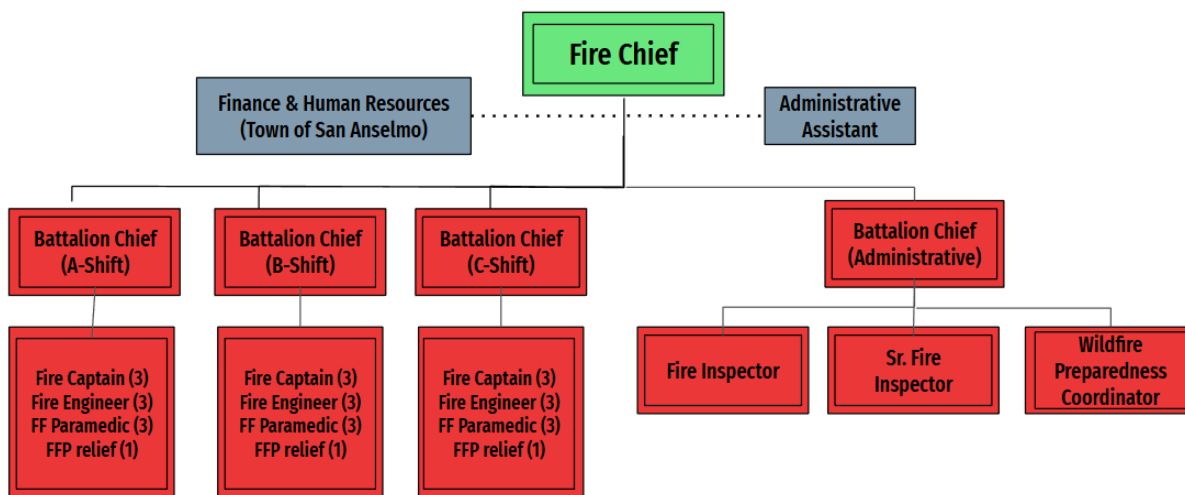 Fire Chief
Finance & Human Resources
(Town of San Anselmo)
Administrative
Assistant
Battalion Chief
(A-Shift)
Battalion Chief
(B-Shift)
Battalion Chief
(C-Shift)
Battalion Chief
(Administrative)
Fire Captain (3)
Fire Engineer (3)
FF Paramedic (3)
FFP relief (1)
Fire Captain (3)
Fire Engineer (3)
FF Paramedic (3)
FFP relief (1)
Fire Captain (3)
Fire Engineer (3)
FF Paramedic (3)
FFP relief (1)
Fire Inspector
Sr. Fire
Inspector
Wildfire
Preparedness
Coordinator